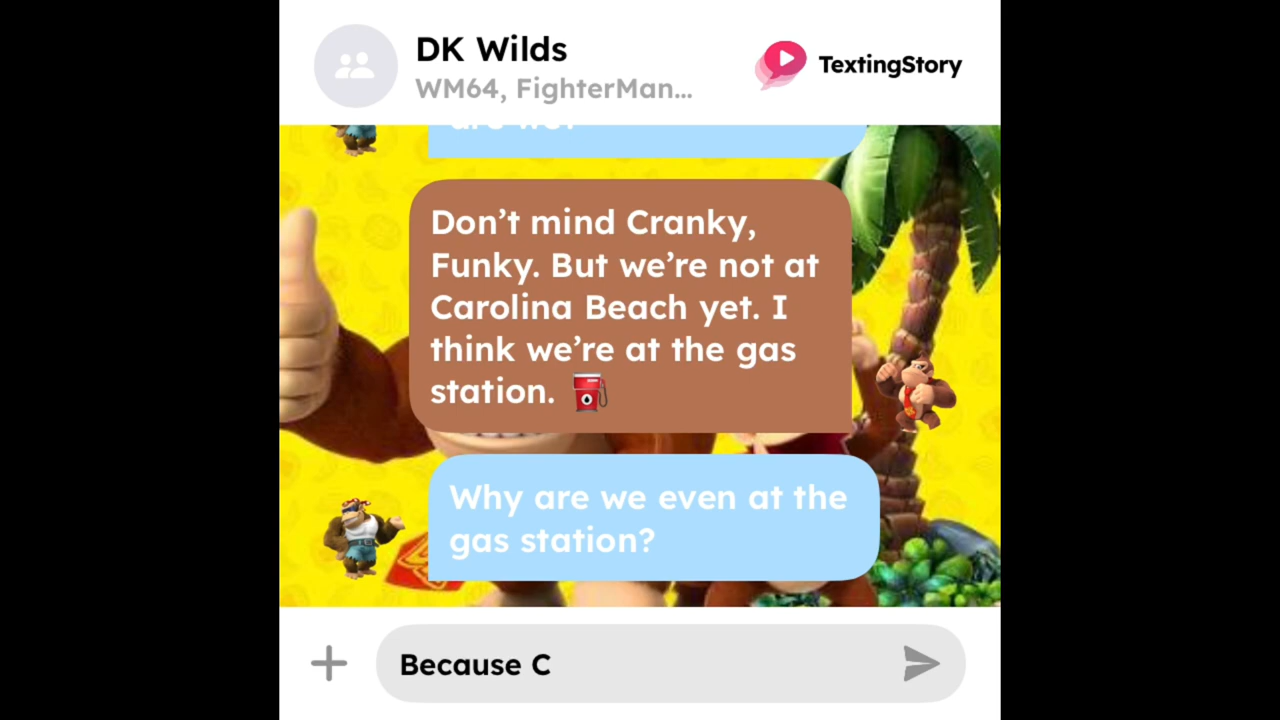 DK Wilds
WM64, FighterMan...
TextingStory
Don’t mind Cranky,
Funky. But we’re not at
Carolina Beach yet. I
think we’re at the gas
station. ⛽
Why are we even at the
gas station?
Because C